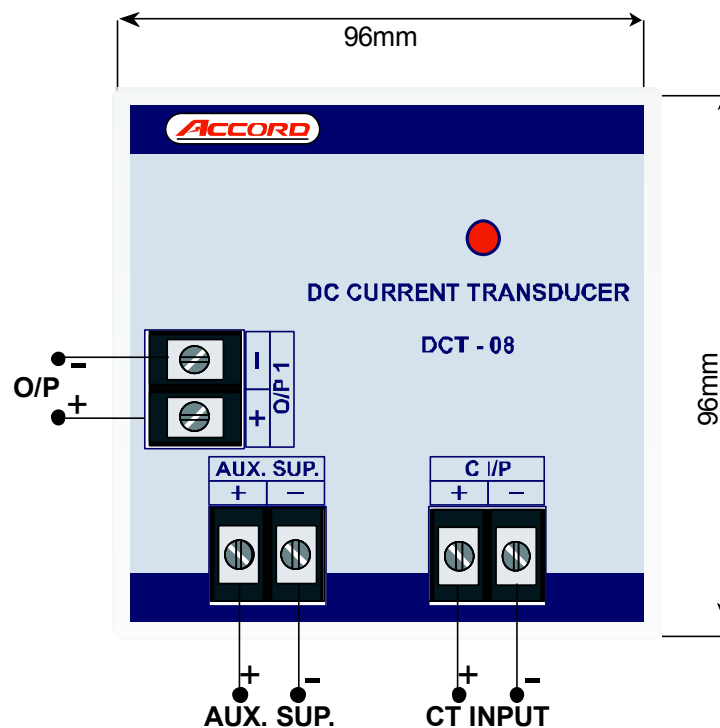 96mm
ACCORD
DC CURRENT TRANSDUCER
DCT - 08
96mm
- −
O/P O/P 1
+ +
AUX. SUP. C I/P
+ − + −
+ - + -
AUX. SUP. CT INPUT